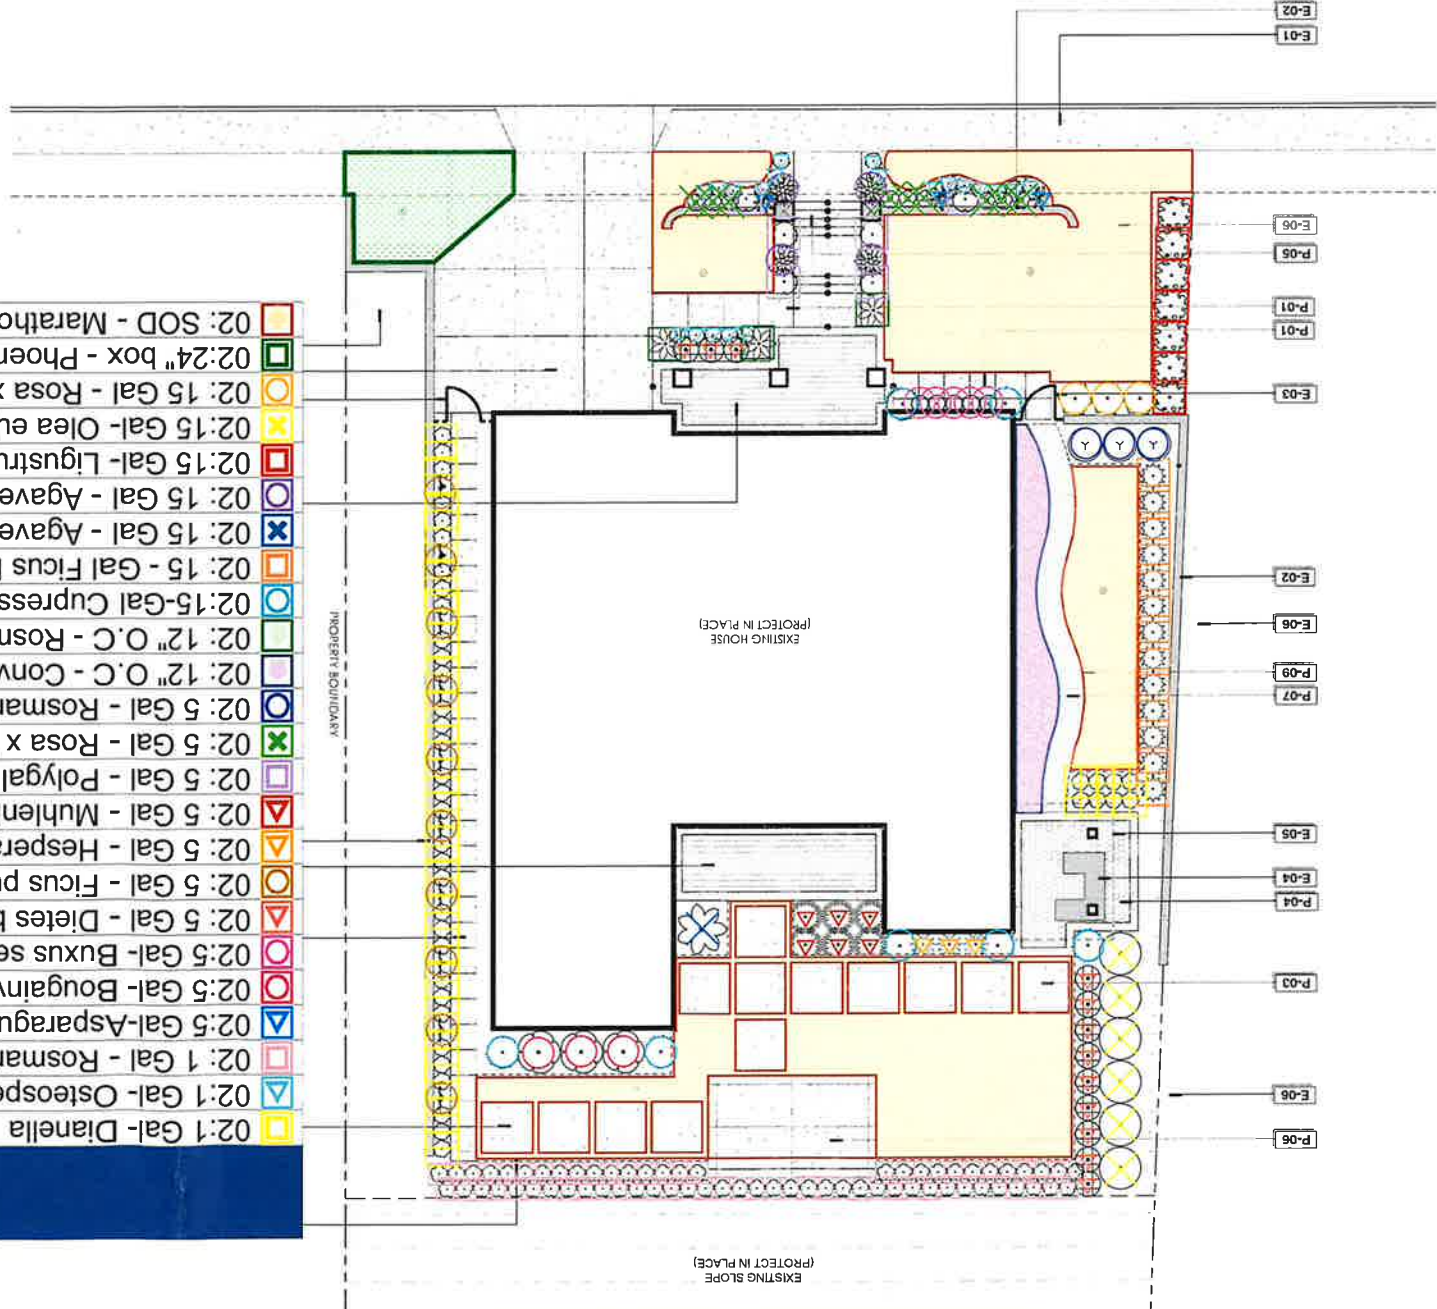 EXISTING SLOPE
(PROTECT IN PLACE)
P-06
E-06
P-03
P-04
E-04
E-05
P-07
P-09
E-06
E-02
E-03
P-01
P-01
P-05
E-06
E-01
E-02
EXISTING HOUSE
(PROTECT IN PLACE)
PROPERTY BOUNDARY
02:1 Gal- Dianella
02:1 Gal- Osteospe
02: 1 Gal - Rosmar
02:5 Gal-Asparagu
02:5 Gal- Bougainv
02:5 Gal- Buxus se
02: 5 Gal - Dietes b
02: 5 Gal - Ficus pu
02: 5 Gal - Hespera
02: 5 Gal - Muhlen
02: 5 Gal - Polygal
02: 5 Gal - Rosa x
02: 5 Gal - Rosmar
02: 12" O.C - Conv
02: 12" O.C - Rosm
02:15-Gal Cupress
02: 15 - Gal Ficus
02: 15 Gal - Agave
02: 15 Gal - Agave
02:15 Gal- Ligustru
02:15 Gal- Olea eu
02: 15 Gal - Rosa x
02:24" box - Phoen
02: SOD - Maratho